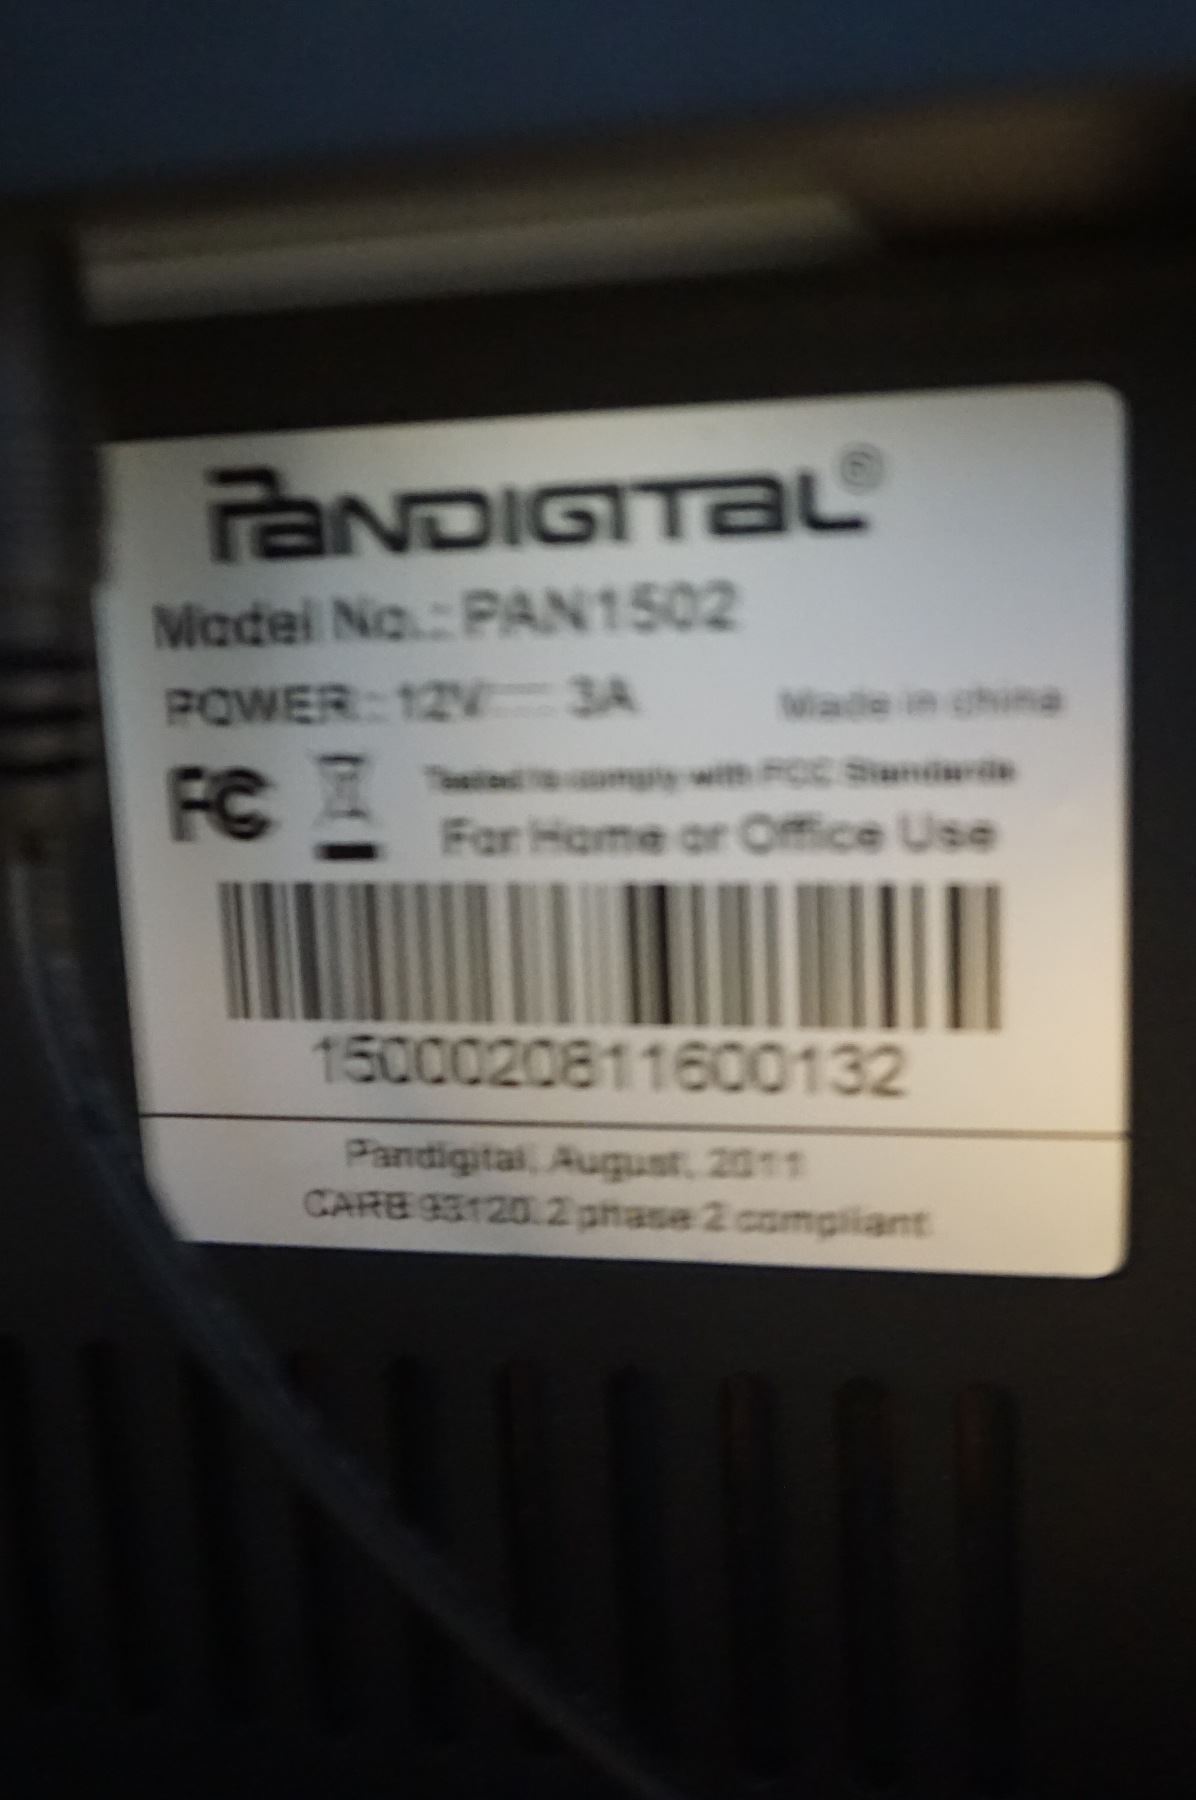 PANDIGITAL®
Model No.: PAN1502
POWER: 12V⎓3A Made in china
FC Tested to comply with FCC Standards
For Home or Office Use
1500020811600132
Pandigital, August, 2011
CARB 93120.2 phase 2 compliant